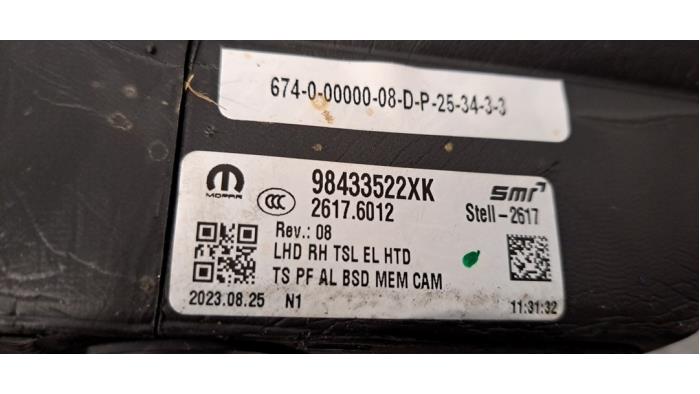 674-0-00000-08-D-P-25-34-3-3
MOPAR
CCC
98433522XK
smr
2617.6012
Stell-2617
Rev.: 08
LHD RH TSL EL HTD
TS PF AL BSD MEM CAM
2023.08.25 N1
11:31:32